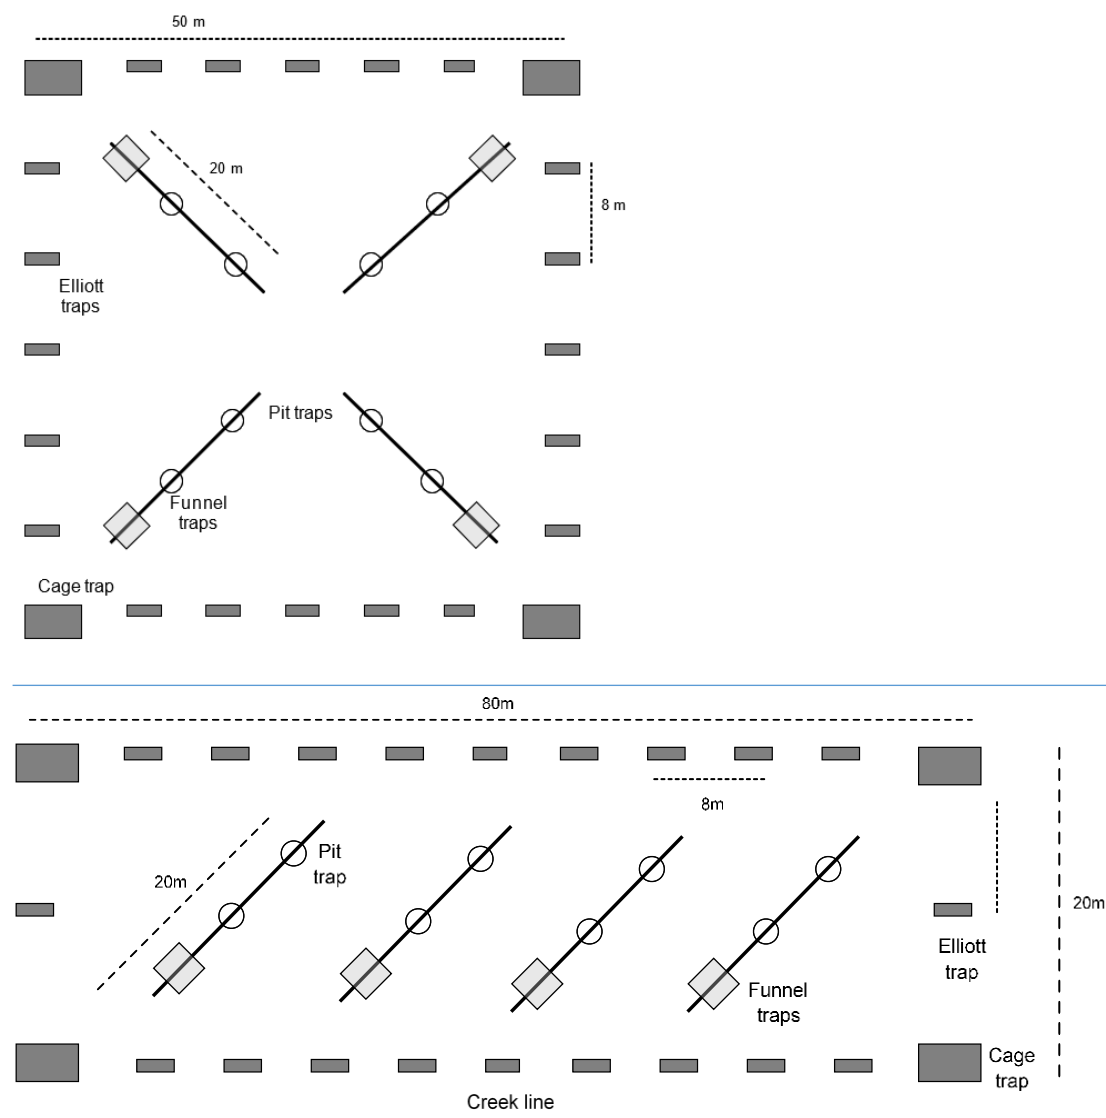 50 m
20 m
8 m
Elliott
traps
Pit traps
Funnel
traps
Cage trap
80m
8m
20m
Pit
trap
20m
Elliott
trap
Funnel
traps
Cage
trap
Creek line